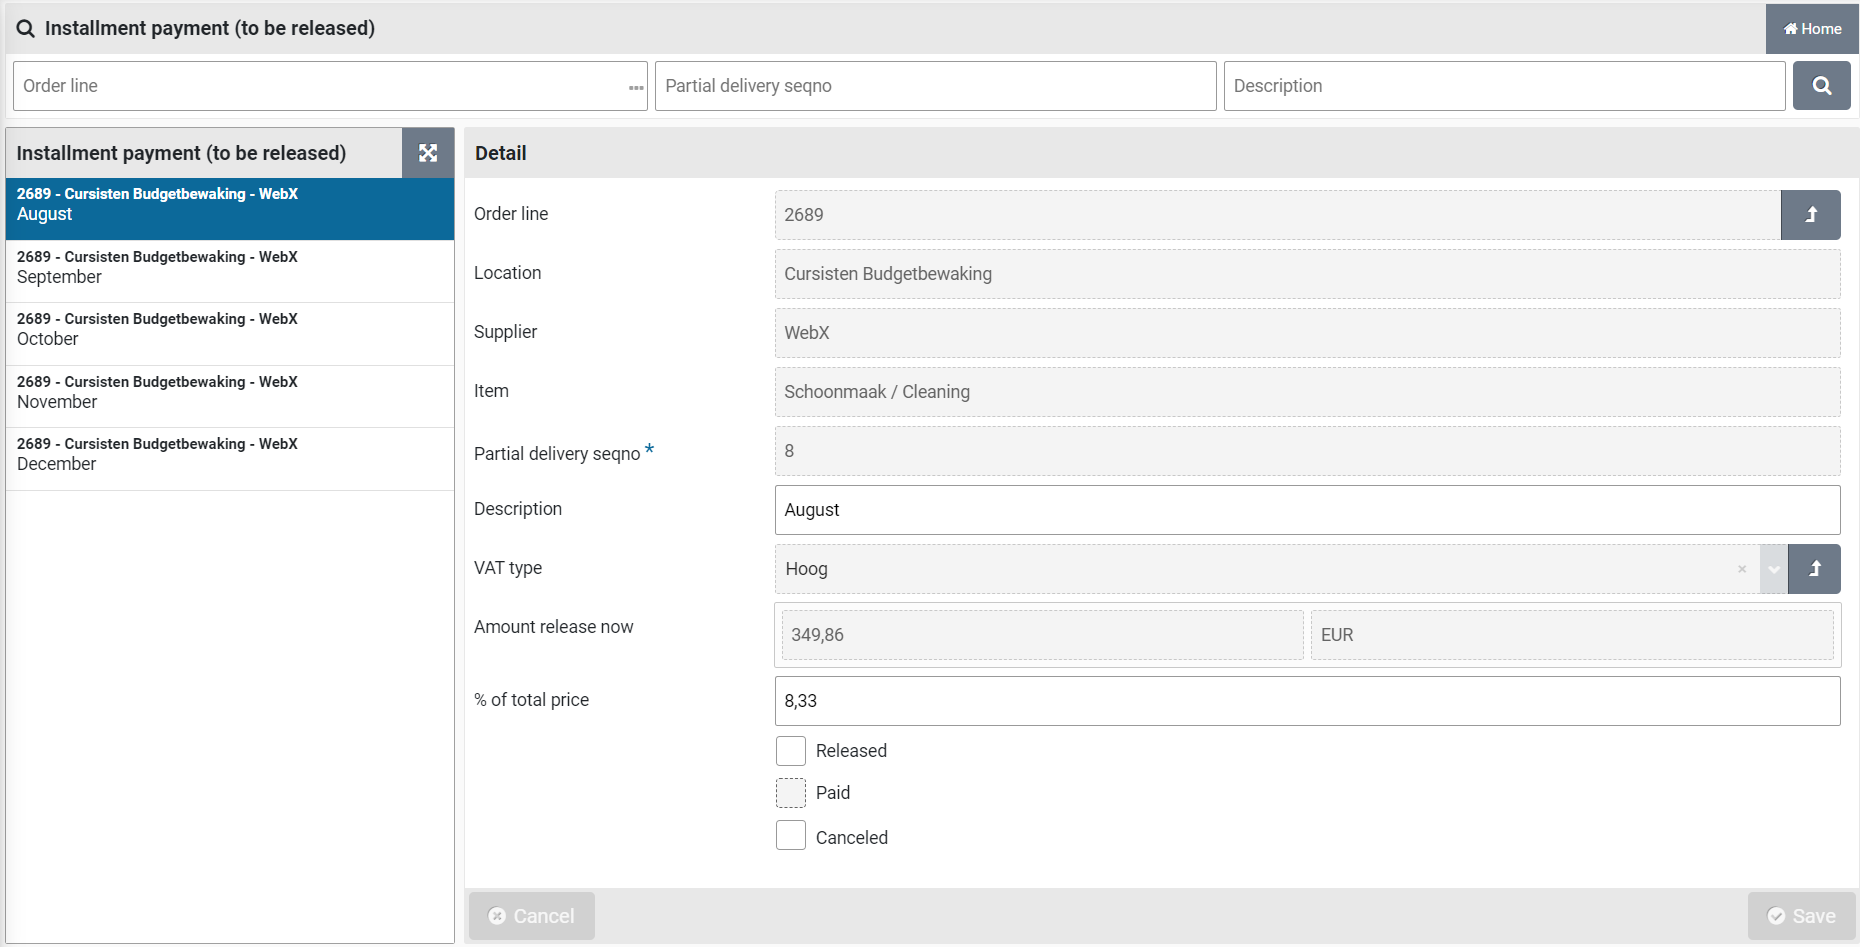 Installment payment (to be released)
Home
Order line
Partial delivery seqno
Description
Installment payment (to be released)
2689 - Cursisten Budgetbewaking - WebX
August
2689 - Cursisten Budgetbewaking - WebX
September
2689 - Cursisten Budgetbewaking - WebX
October
2689 - Cursisten Budgetbewaking - WebX
November
2689 - Cursisten Budgetbewaking - WebX
December
Detail
Order line
2689
Location
Cursisten Budgetbewaking
Supplier
WebX
Item
Schoonmaak / Cleaning
Partial delivery seqno *
8
Description
August
VAT type
Hoog
Amount release now
349,86
EUR
% of total price
8,33
Released
Paid
Canceled
Cancel
Save